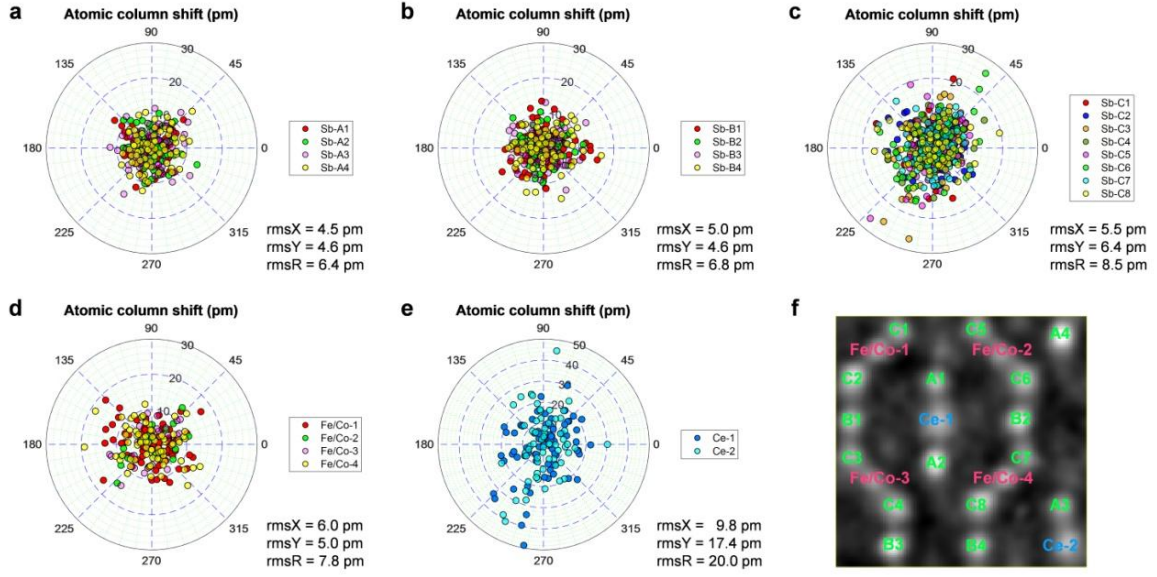 a
Atomic column shift (pm)
90
135
45
30
20
180
0
225
315
270
Sb-A1
Sb-A2
Sb-A3
Sb-A4
rmsX = 4.5 pm
rmsY = 4.6 pm
rmsR = 6.4 pm
b
Atomic column shift (pm)
90
135
45
30
20
180
0
225
315
270
Sb-B1
Sb-B2
Sb-B3
Sb-B4
rmsX = 5.0 pm
rmsY = 4.6 pm
rmsR = 6.8 pm
c
Atomic column shift (pm)
90
135
45
30
20
180
0
225
315
270
Sb-C1
Sb-C2
Sb-C3
Sb-C4
Sb-C5
Sb-C6
Sb-C7
Sb-C8
rmsX = 5.5 pm
rmsY = 6.4 pm
rmsR = 8.5 pm
d
Atomic column shift (pm)
90
135
45
30
20
10
180
0
225
315
270
Fe/Co-1
Fe/Co-2
Fe/Co-3
Fe/Co-4
rmsX = 6.0 pm
rmsY = 5.0 pm
rmsR = 7.8 pm
e
Atomic column shift (pm)
90
135
45
50
40
30
20
180
0
225
315
270
Ce-1
Ce-2
rmsX = 9.8 pm
rmsY = 17.4 pm
rmsR = 20.0 pm
f
C1 C5 A4
Fe/Co-1 Fe/Co-2
C2 A1 C6
B1 Ce-1 B2
C3 A2 C7
Fe/Co-3 Fe/Co-4
C4 C8 A3
B3 B4 Ce-2